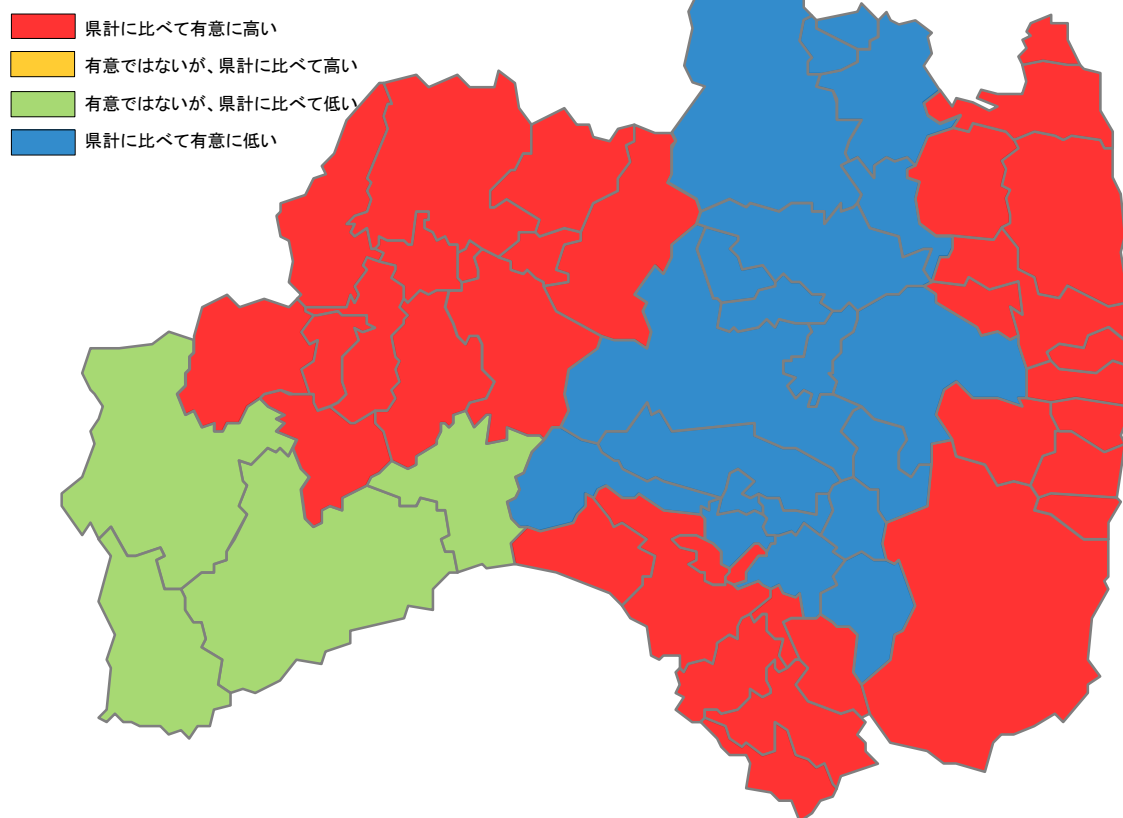 県計に比べて有意に高い
有意ではないが、県計に比べて高い
有意ではないが、県計に比べて低い
県計に比べて有意に低い